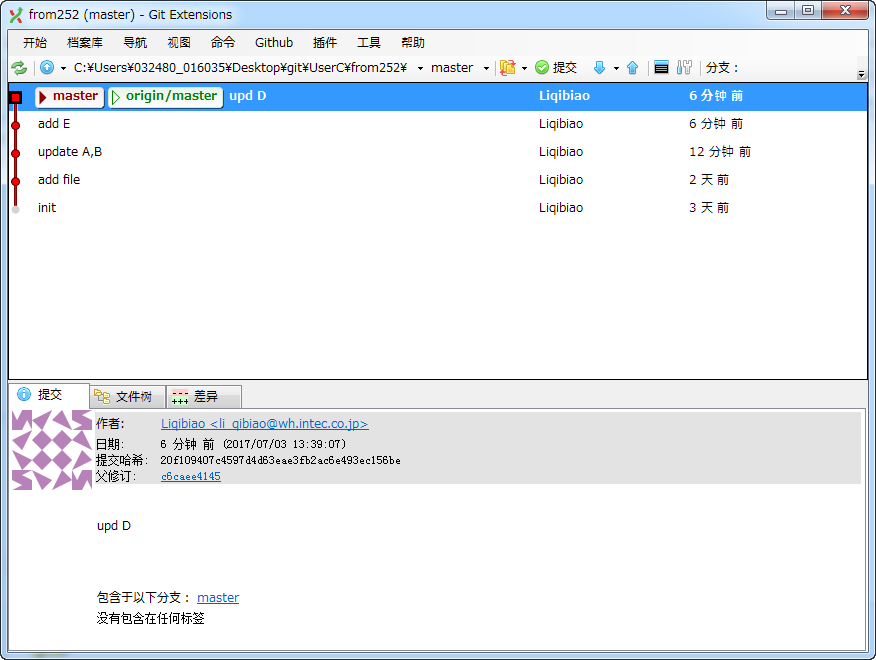 from252 (master) - Git Extensions
开始 档案库 导航 视图 命令 Github 插件 工具 帮助
C:¥Users¥032480_016035¥Desktop¥git¥UserC¥from252¥ master 提交 分支：
master origin/master upd D Liqibiao 6 分钟 前
add E Liqibiao 6 分钟 前
update A,B Liqibiao 12 分钟 前
add file Liqibiao 2 天 前
init Liqibiao 3 天 前
提交 文件树 差异
作者: Liqibiao <li_qibiao@wh.intec.co.jp>
日期: 6 分钟 前 (2017/07/03 13:39:07)
提交哈希: 20f109407c4597d4d63eae3fb2ac6e493ec156be
父修订: c6caee4145
upd D
包含于以下分支： master
没有包含在任何标签